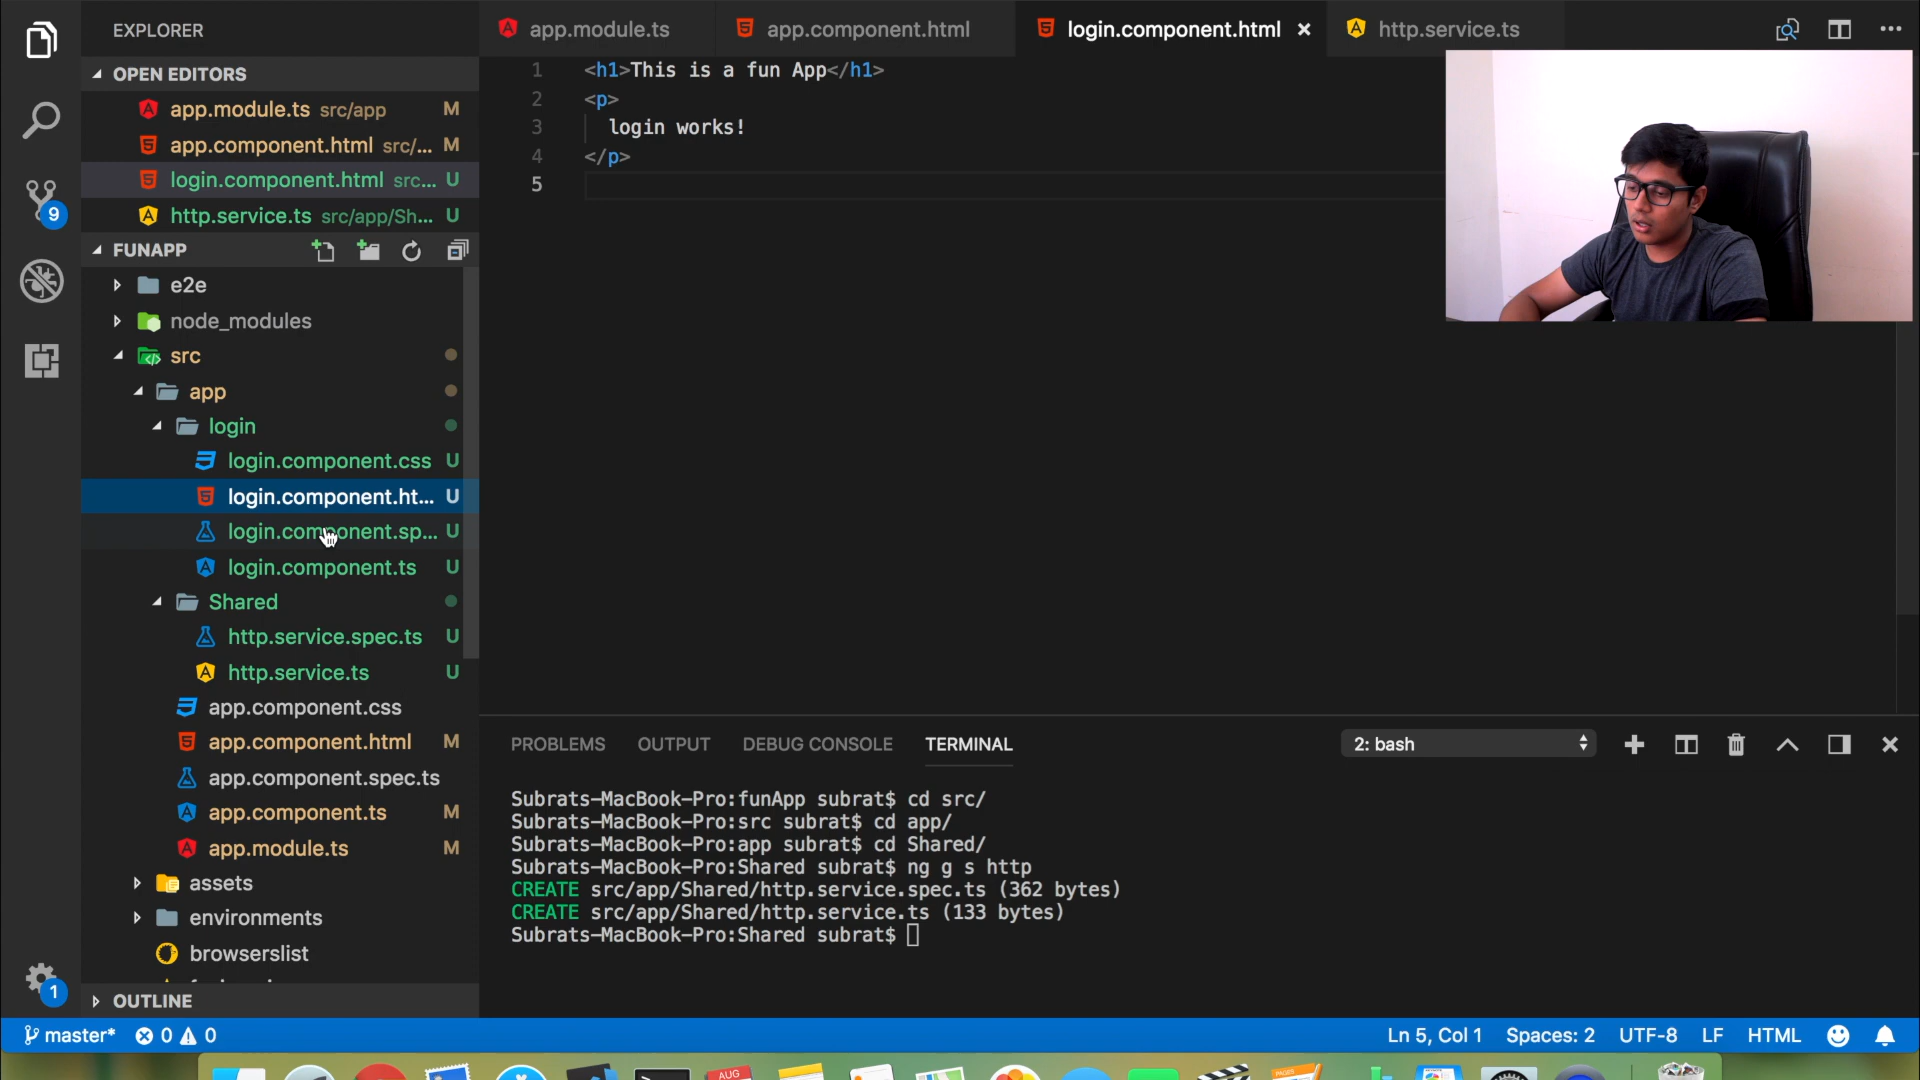 EXPLORER
OPEN EDITORS
app.module.ts src/app M
app.component.html src/... M
login.component.html src... U
http.service.ts src/app/Sh... U
FUNAPP
e2e
node_modules
src
app
login
login.component.css U
login.component.ht... U
login.component.sp... U
login.component.ts U
Shared
http.service.spec.ts U
http.service.ts U
app.component.css
app.component.html M
app.component.spec.ts
app.component.ts M
app.module.ts M
assets
environments
browserslist
OUTLINE
9
1
app.module.ts
app.component.html
login.component.html
http.service.ts
1 <h1>This is a fun App</h1>
2 <p>
3 login works!
4 </p>
5
PROBLEMS OUTPUT DEBUG CONSOLE TERMINAL
2: bash
Subrats-MacBook-Pro:funApp subrat$ cd src/
Subrats-MacBook-Pro:src subrat$ cd app/
Subrats-MacBook-Pro:app subrat$ cd Shared/
Subrats-MacBook-Pro:Shared subrat$ ng g s http
CREATE src/app/Shared/http.service.spec.ts (362 bytes)
CREATE src/app/Shared/http.service.ts (133 bytes)
Subrats-MacBook-Pro:Shared subrat$
master* 0 0
Ln 5, Col 1 Spaces: 2 UTF-8 LF HTML
AUG
PAGES